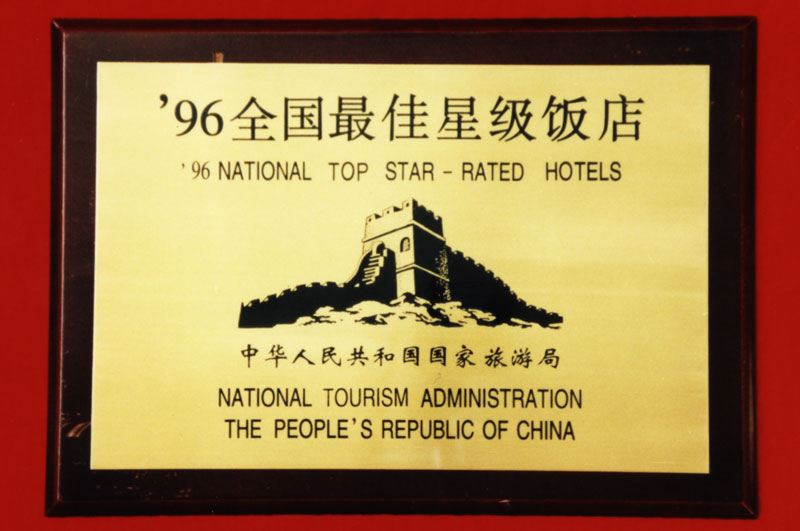 '96全国最佳星级饭店
'96 NATIONAL TOP STAR - RATED HOTELS
中华人民共和国国家旅游局
NATIONAL TOURISM ADMINISTRATION
THE PEOPLE'S REPUBLIC OF CHINA